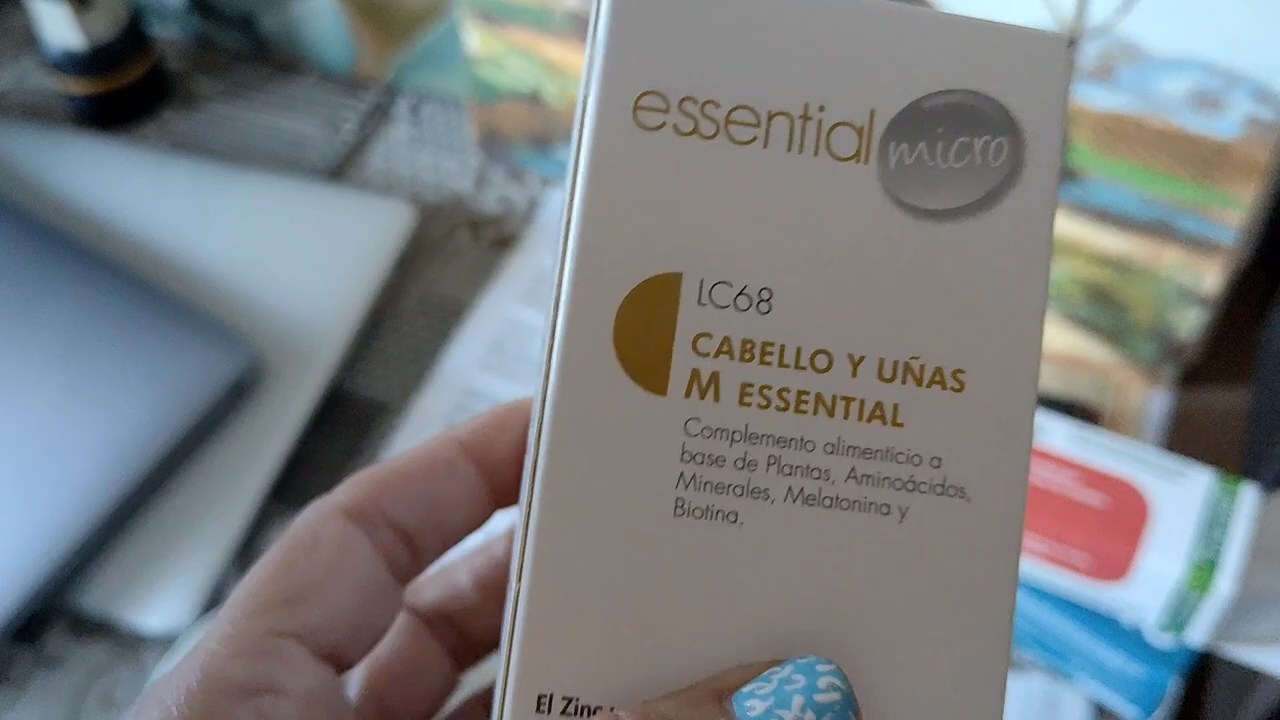 essential micro
LC68
CABELLO Y UÑAS
M ESSENTIAL
Complemento alimenticio a
base de Plantas, Aminoácidos,
Minerales, Melatonina y
Biotina.
El Zinc